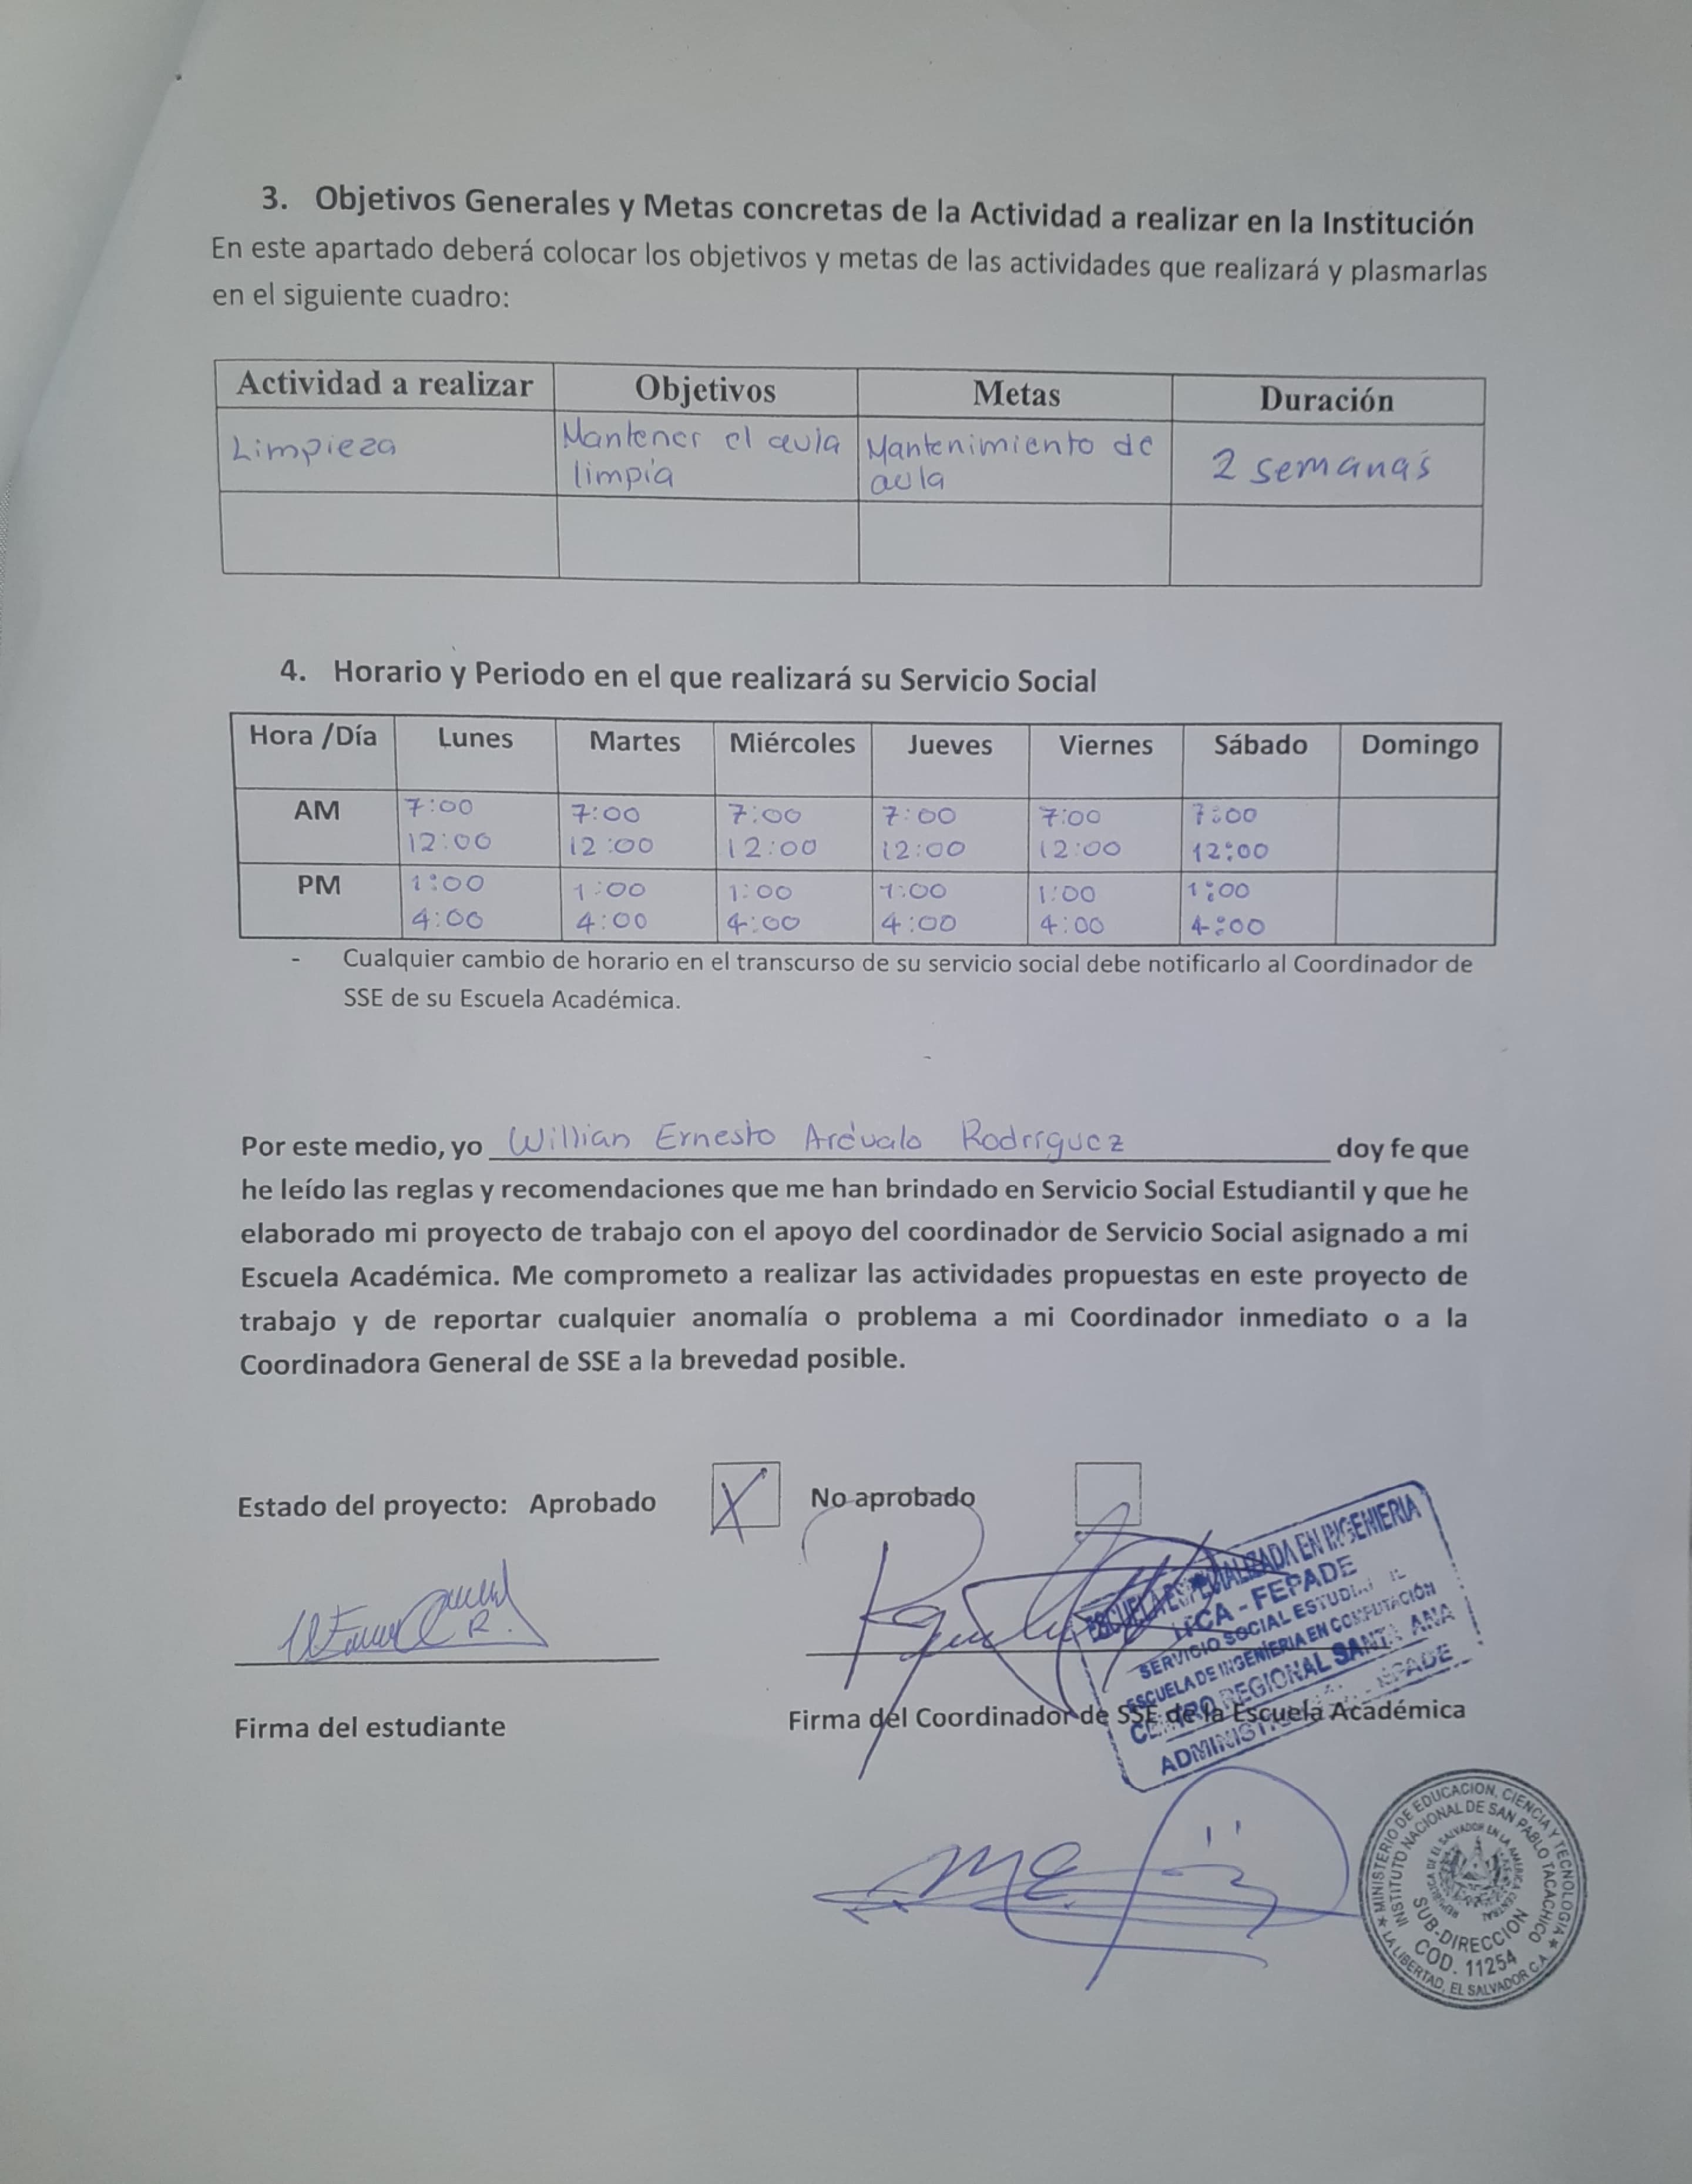 3. Objetivos Generales y Metas concretas de la Actividad a realizar en la Institución
En este apartado deberá colocar los objetivos y metas de las actividades que realizará y plasmarlas
en el siguiente cuadro:
Actividad a realizar Objetivos Metas Duración
Limpieza Mantener el aula limpia Mantenimiento de aula 2 semanas
4. Horario y Periodo en el que realizará su Servicio Social
Hora /Día Lunes Martes Miércoles Jueves Viernes Sábado Domingo
AM 7:00 7:00 7:00 7:00 7:00 7:00
12:00 12:00 12:00 12:00 12:00 12:00
PM 1:00 1:00 1:00 1:00 1:00 1:00
4:00 4:00 4:00 4:00 4:00 4:00
- Cualquier cambio de horario en el transcurso de su servicio social debe notificarlo al Coordinador de
SSE de su Escuela Académica.
Por este medio, yo Willian Ernesto Arévalo Rodríguez doy fe que
he leído las reglas y recomendaciones que me han brindado en Servicio Social Estudiantil y que he
elaborado mi proyecto de trabajo con el apoyo del coordinador de Servicio Social asignado a mi
Escuela Académica. Me comprometo a realizar las actividades propuestas en este proyecto de
trabajo y de reportar cualquier anomalía o problema a mi Coordinador inmediato o a la
Coordinadora General de SSE a la brevedad posible.
Estado del proyecto: Aprobado X No aprobado
ESCUELA ESPECIALIZADA EN INGENIERIA
ITCA - FEPADE
SERVICIO SOCIAL
ESCUELA DE INGENIERIA EN COMPUTACIÓN
CENTRO REGIONAL SANTA ANA
FEPADE
Firma del estudiante
Firma del Coordinador de SSE de la Escuela Académica
MINISTERIO DE EDUCACION, CIENCIA Y TECNOLOGIA
INSTITUTO NACIONAL DE SAN PABLO TACACHICO
REPUBLICA DE EL SALVADOR EN LA AMERICA CENTRAL
SUB-DIRECCION
COD. 11254
LA LIBERTAD, EL SALVADOR C.A.